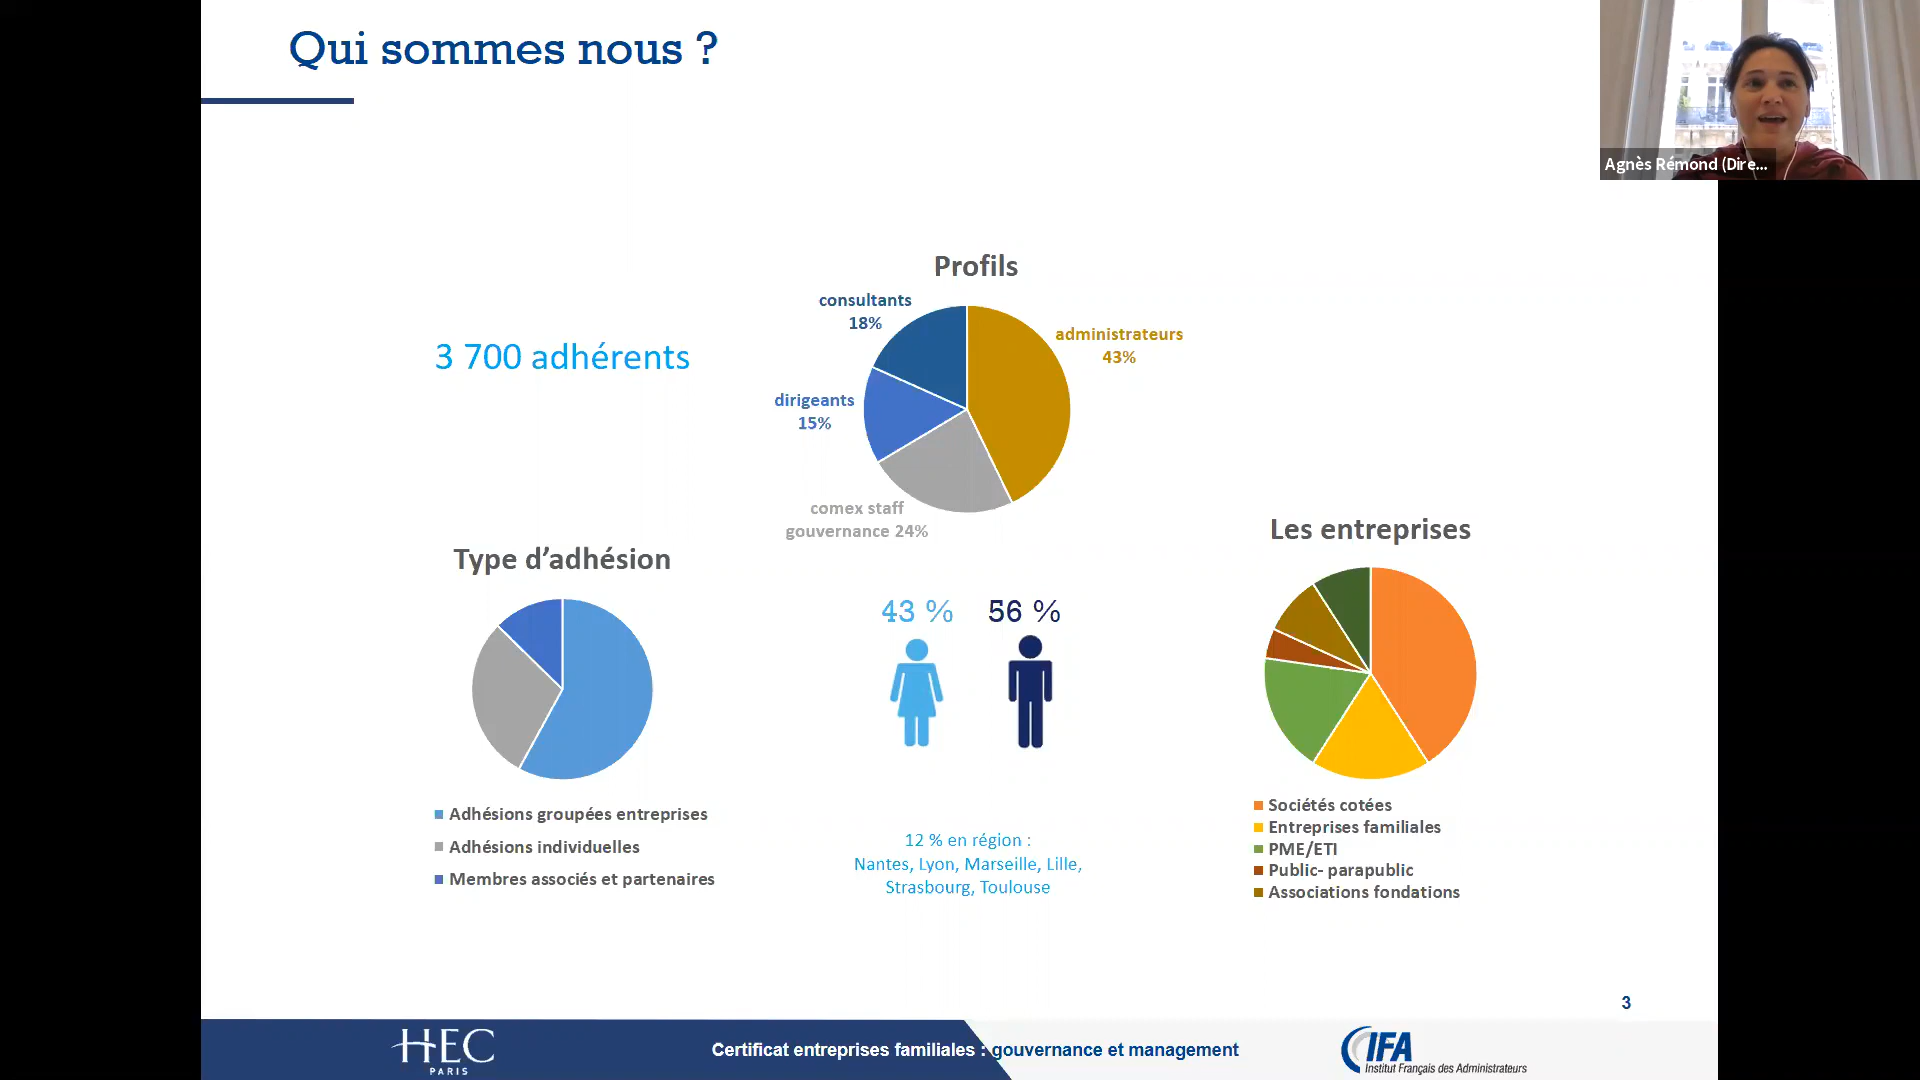 Qui sommes nous ?
Agnès Rémond (Dire...
Profils
consultants
18%
administrateurs
43%
3 700 adhérents
dirigeants
15%
comex staff
gouvernance 24%
Type d’adhésion
Les entreprises
43 %
56 %
Adhésions groupées entreprises
Adhésions individuelles
Membres associés et partenaires
12 % en région :
Nantes, Lyon, Marseille, Lille,
Strasbourg, Toulouse
Sociétés cotées
Entreprises familiales
PME/ETI
Public- parapublic
Associations fondations
3
HEC
PARIS
Certificat entreprises familiales : gouvernance et management
IFA
Institut Français des Administrateurs